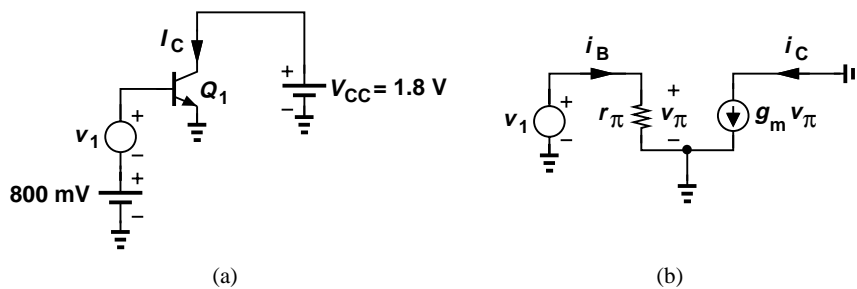 I_C
Q_1
+
−
V_CC = 1.8 V
v_1
+
−
800 mV
+
−
(a)
i_B
i_C
v_1
+
−
r_π
+
v_π
−
g_m v_π
(b)